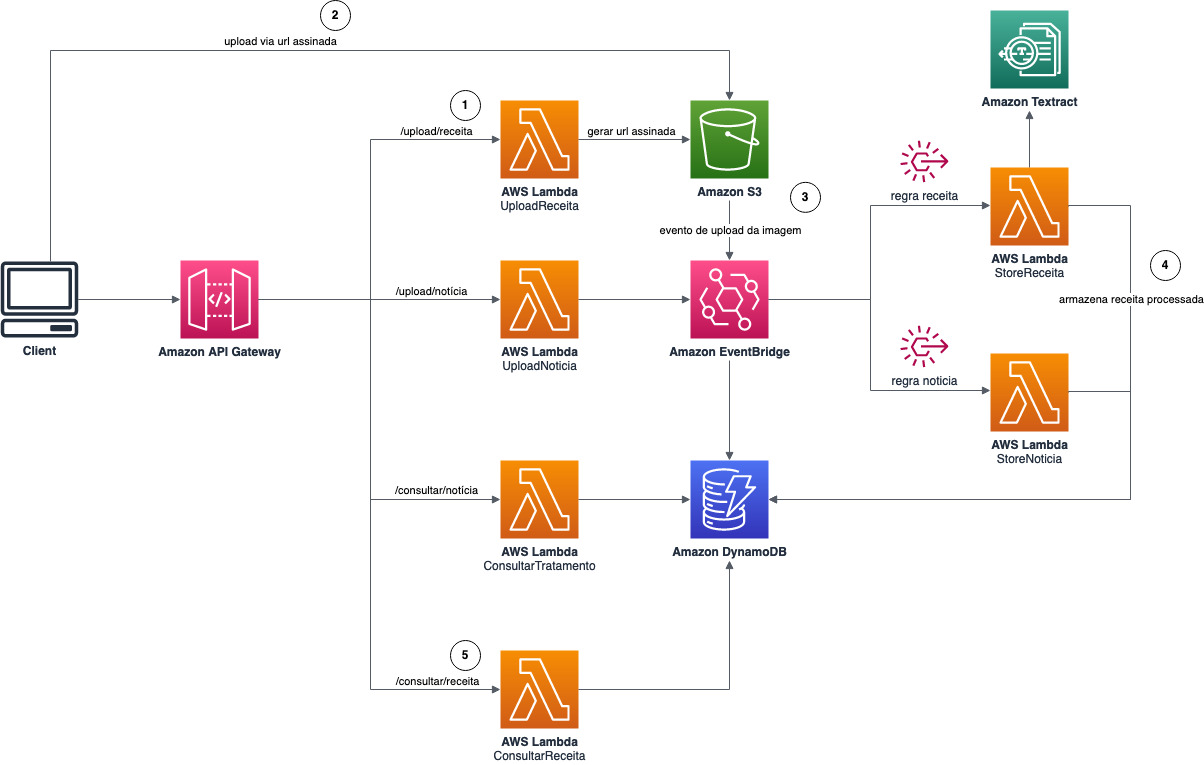 2
upload via url assinada
Amazon Textract
1
/upload/receita
gerar url assinada
AWS Lambda
UploadReceita
Amazon S3
3
evento de upload da imagem
regra receita
AWS Lambda
StoreReceita
4
armazena receita processada
Client
Amazon API Gateway
/upload/notícia
AWS Lambda
UploadNoticia
Amazon EventBridge
regra noticia
AWS Lambda
StoreNoticia
/consultar/notícia
AWS Lambda
ConsultarTratamento
Amazon DynamoDB
5
/consultar/receita
AWS Lambda
ConsultarReceita